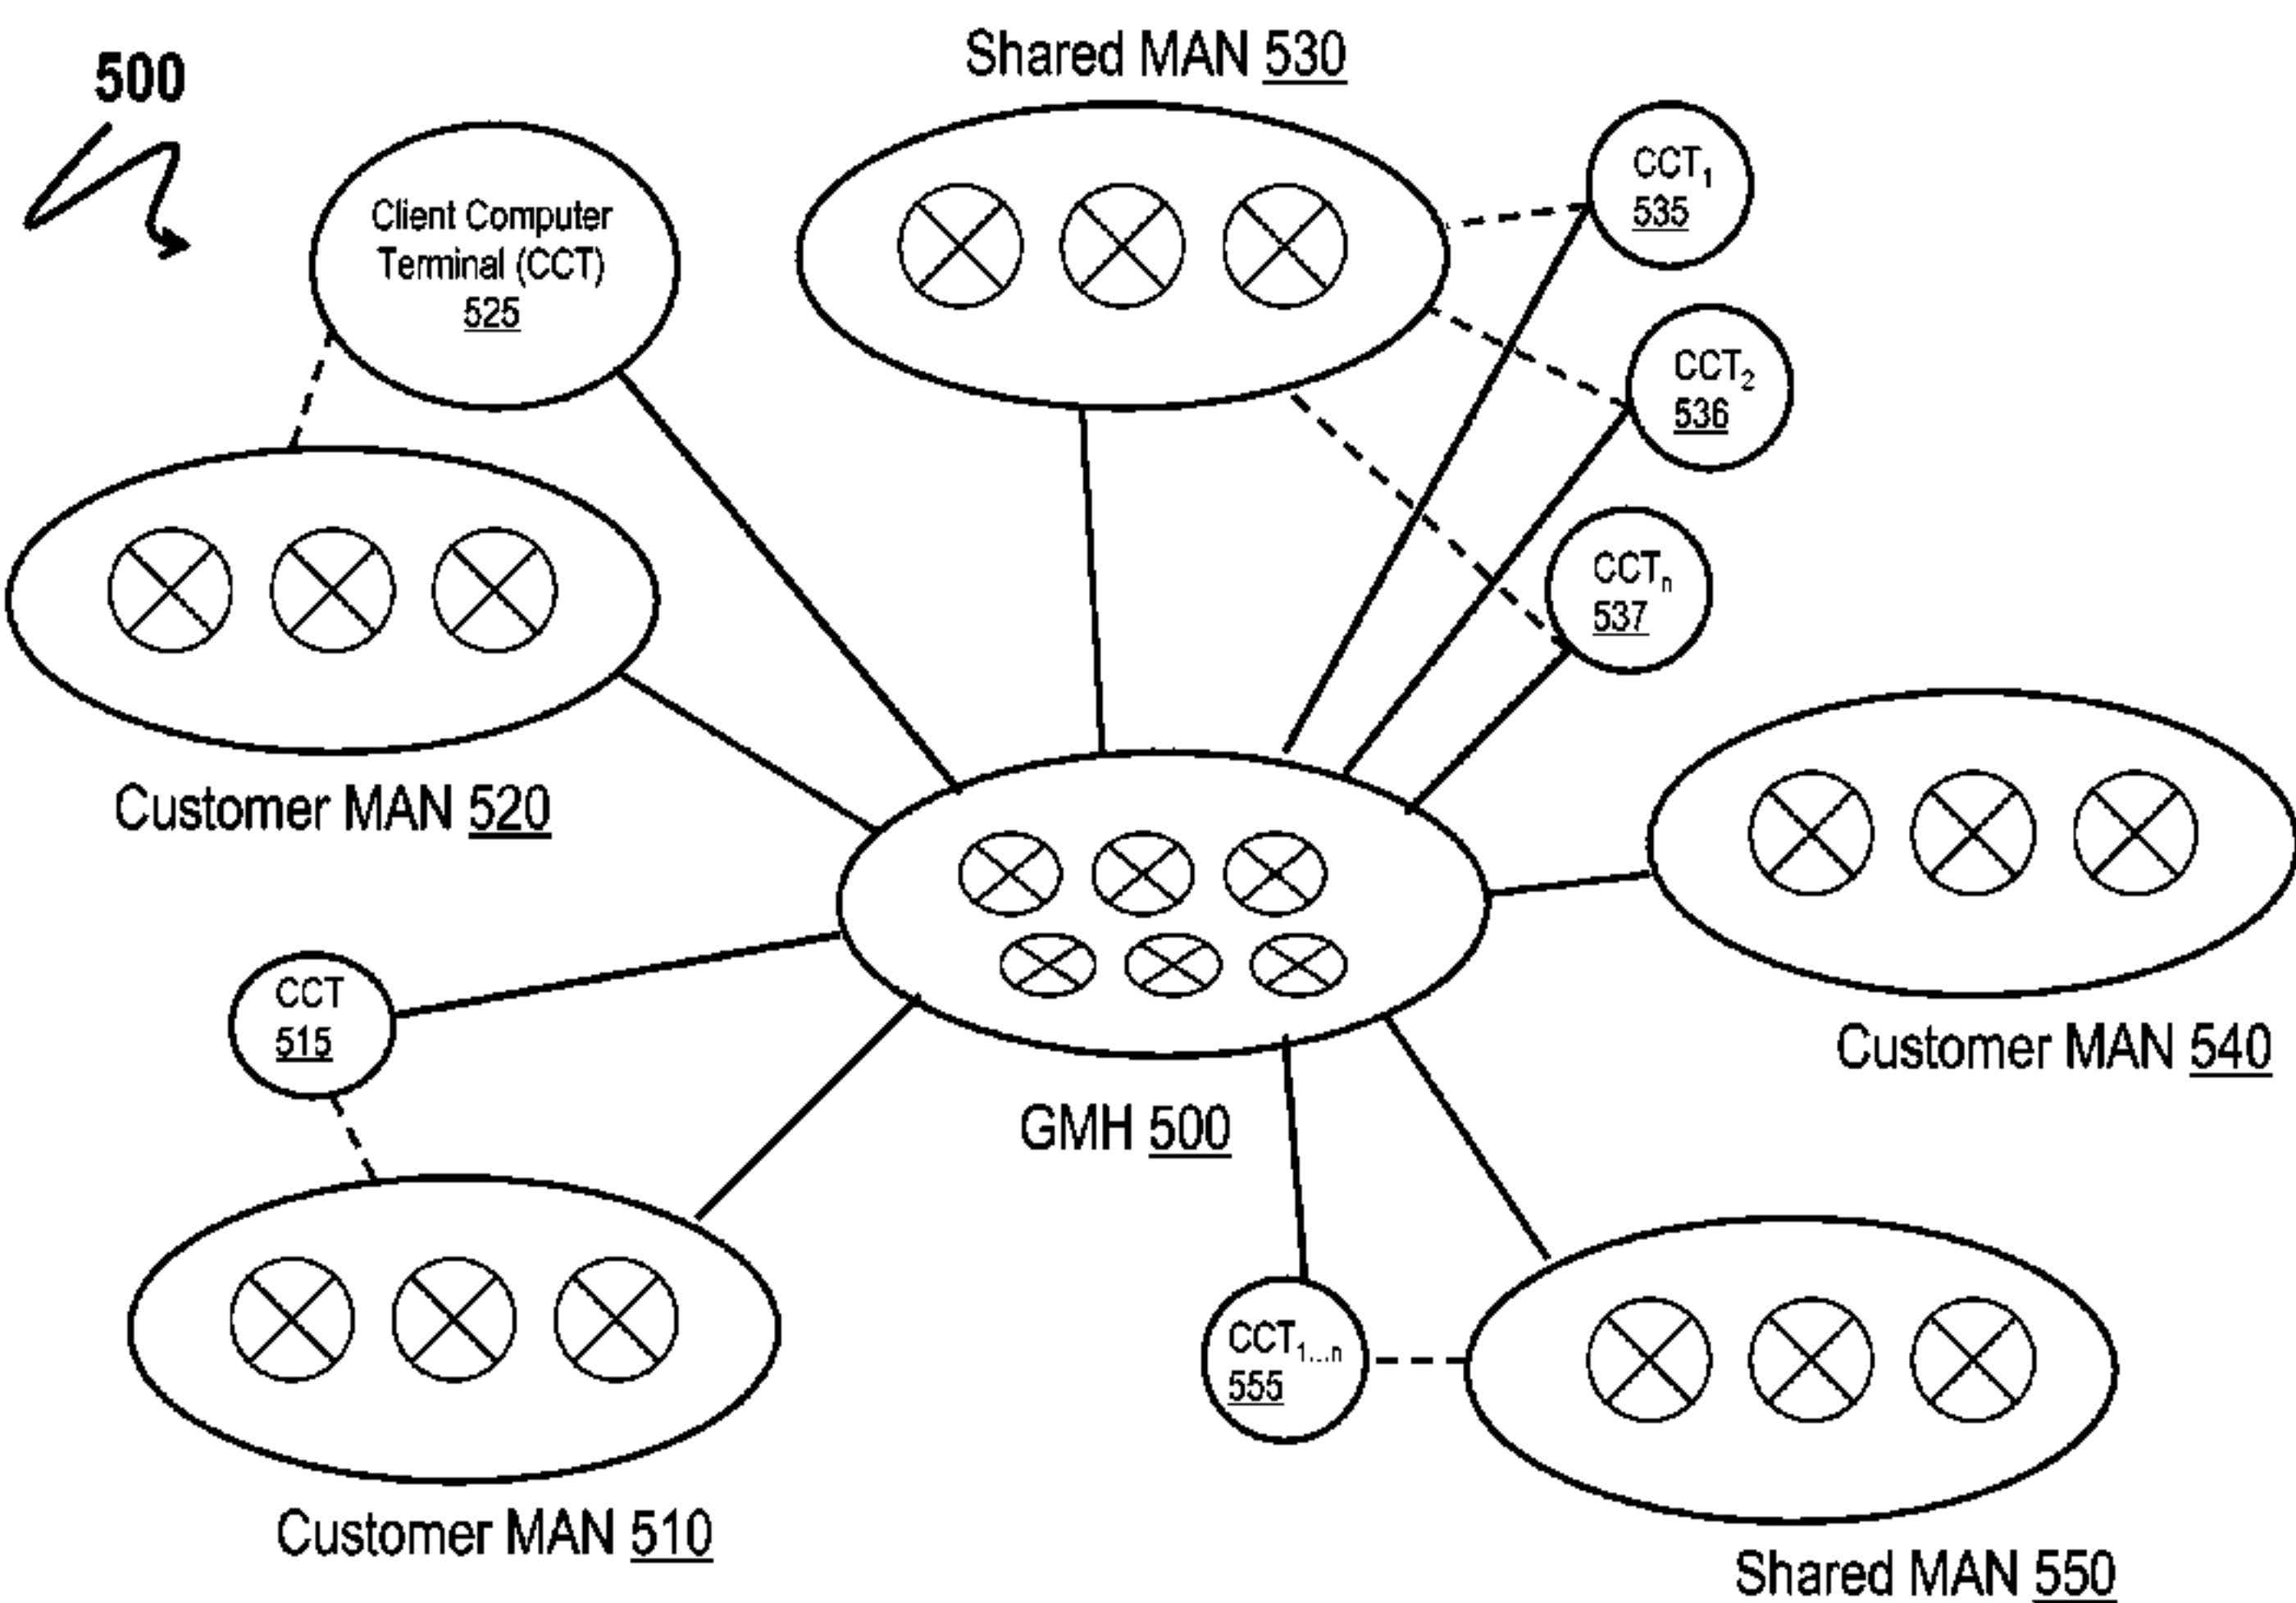 Shared MAN 530
500
CCT₁
535
Client Computer
Terminal (CCT)
525
CCT₂
536
CCTₙ
537
Customer MAN 520
CCT
515
Customer MAN 540
GMH 500
CCT₁...ₙ
555
Customer MAN 510
Shared MAN 550